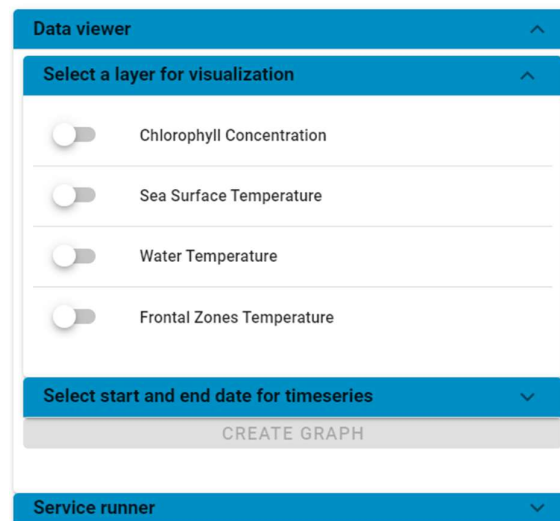 Data viewer
Select a layer for visualization
Chlorophyll Concentration
Sea Surface Temperature
Water Temperature
Frontal Zones Temperature
Select start and end date for timeseries
CREATE GRAPH
Service runner